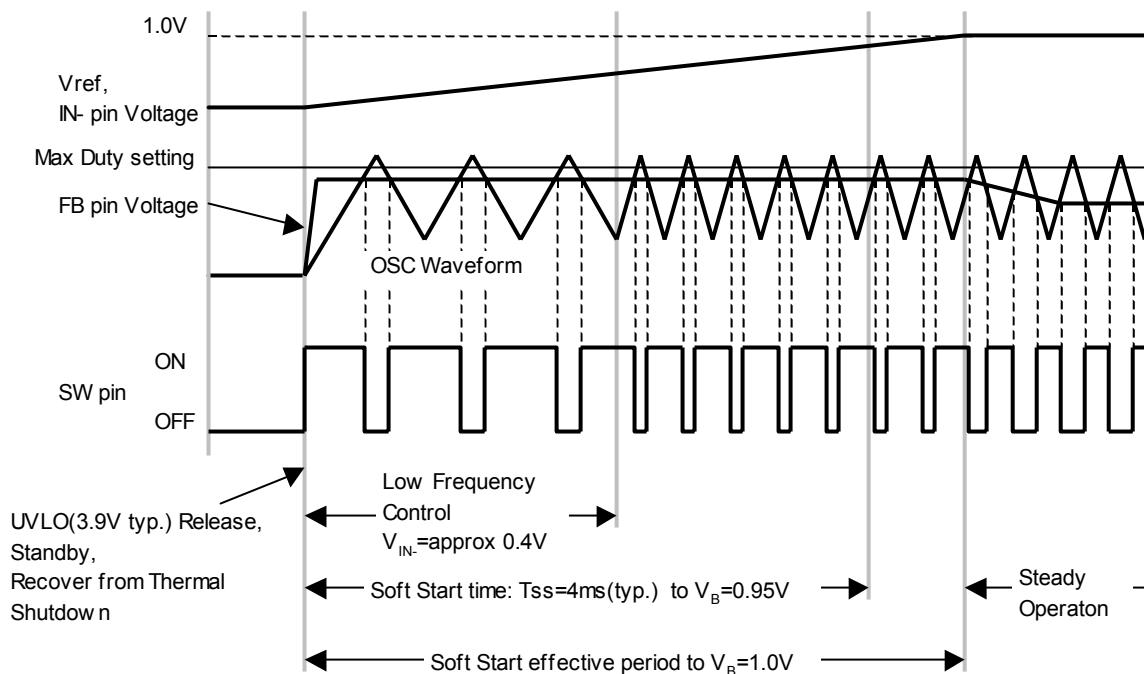 1.0V
Vref,
IN- pin Voltage
Max Duty setting
FB pin Voltage
OSC Waveform
ON
SW pin
OFF
Low Frequency
Control
V_IN-=approx 0.4V
UVLO(3.9V typ.) Release,
Standby,
Recover from Thermal
Shutdown
Soft Start time: Tss=4ms(typ.) to V_B=0.95V
Steady
Operaton
Soft Start effective period to V_B=1.0V